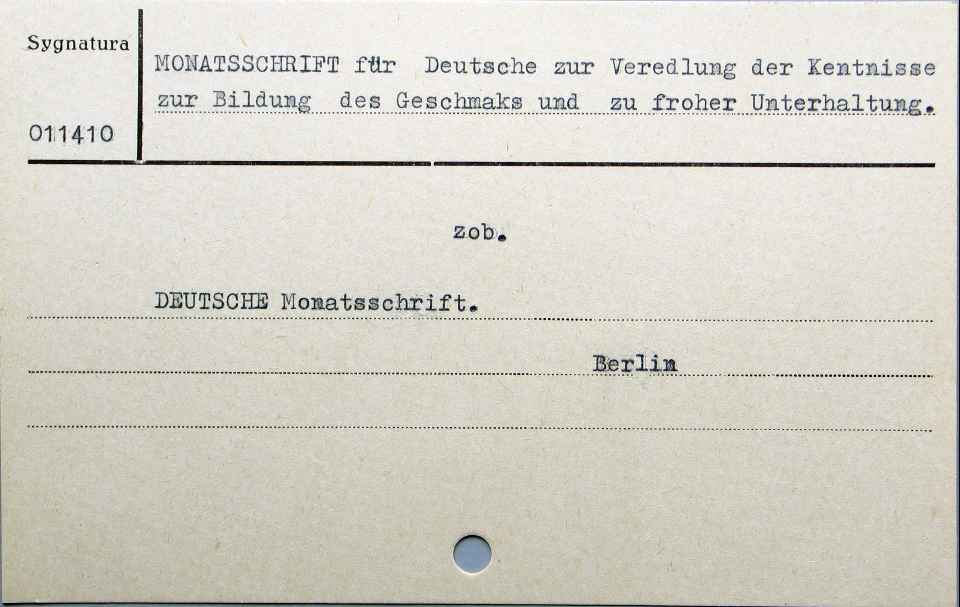 Sygnatura
MONATSSCHRIFT für Deutsche zur Veredlung der Kentnisse
zur Bildung des Geschmaks und zu froher Unterhaltung.
011410
zob.
DEUTSCHE Monatsschrift.
Berlin